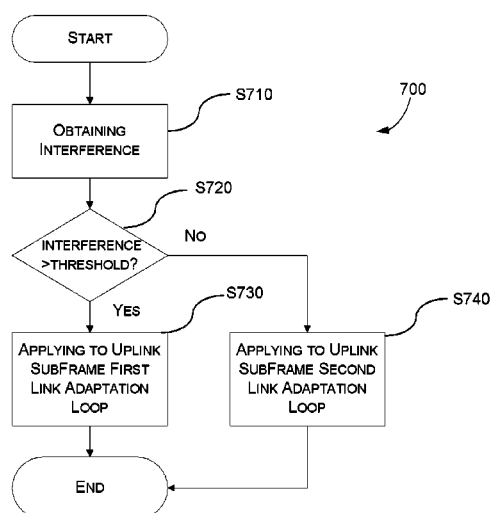 START
S710
700
OBTAINING
INTERFERENCE
S720
INTERFERENCE
>THRESHOLD?
NO
YES
S730
S740
APPLYING TO UPLINK
SUBFRAME FIRST
LINK ADAPTATION
LOOP
APPLYING TO UPLINK
SUBFRAME SECOND
LINK ADAPTATION
LOOP
END